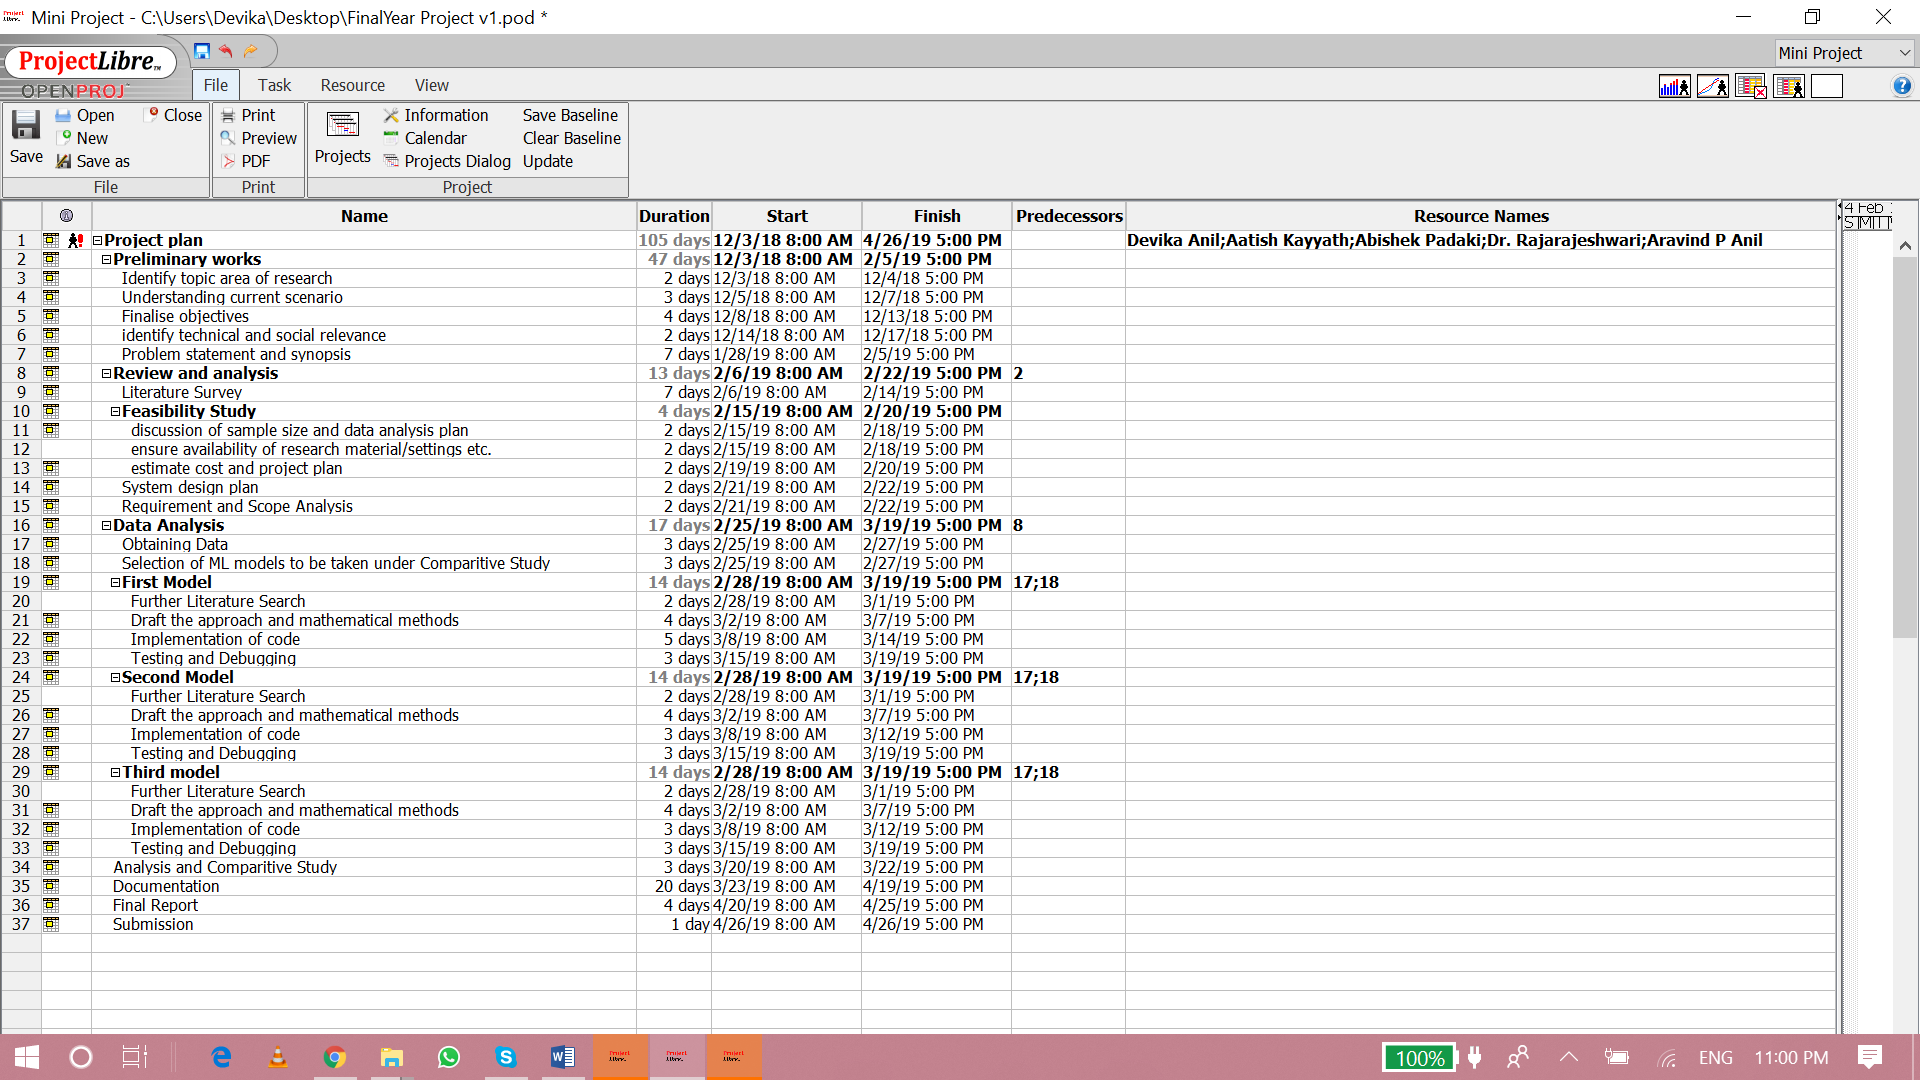 Mini Project - C:\Users\Devika\Desktop\FinalYear Project v1.pod *
ProjectLibre™
OPENPROJ
Mini Project
File Task Resource View
Save
Open
New
Save as
Close
File
Print
Preview
PDF
Print
Projects
Information
Calendar
Projects Dialog
Save Baseline
Clear Baseline
Update
Project
Name Duration Start Finish Predecessors Resource Names
4 Feb
1 Project plan 105 days 12/3/18 8:00 AM 4/26/19 5:00 PM Devika Anil;Aatish Kayyath;Abishek Padaki;Dr. Rajarajeshwari;Aravind P Anil
2 Preliminary works 47 days 12/3/18 8:00 AM 2/5/19 5:00 PM
3 Identify topic area of research 2 days 12/3/18 8:00 AM 12/4/18 5:00 PM
4 Understanding current scenario 3 days 12/5/18 8:00 AM 12/7/18 5:00 PM
5 Finalise objectives 4 days 12/8/18 8:00 AM 12/13/18 5:00 PM
6 identify technical and social relevance 2 days 12/14/18 8:00 AM 12/17/18 5:00 PM
7 Problem statement and synopsis 7 days 1/28/19 8:00 AM 2/5/19 5:00 PM
8 Review and analysis 13 days 2/6/19 8:00 AM 2/22/19 5:00 PM 2
9 Literature Survey 7 days 2/6/19 8:00 AM 2/14/19 5:00 PM
10 Feasibility Study 4 days 2/15/19 8:00 AM 2/20/19 5:00 PM
11 discussion of sample size and data analysis plan 2 days 2/15/19 8:00 AM 2/18/19 5:00 PM
12 ensure availability of research material/settings etc. 2 days 2/15/19 8:00 AM 2/18/19 5:00 PM
13 estimate cost and project plan 2 days 2/19/19 8:00 AM 2/20/19 5:00 PM
14 System design plan 2 days 2/21/19 8:00 AM 2/22/19 5:00 PM
15 Requirement and Scope Analysis 2 days 2/21/19 8:00 AM 2/22/19 5:00 PM
16 Data Analysis 17 days 2/25/19 8:00 AM 3/19/19 5:00 PM 8
17 Obtaining Data 3 days 2/25/19 8:00 AM 2/27/19 5:00 PM
18 Selection of ML models to be taken under Comparitive Study 3 days 2/25/19 8:00 AM 2/27/19 5:00 PM
19 First Model 14 days 2/28/19 8:00 AM 3/19/19 5:00 PM 17;18
20 Further Literature Search 2 days 2/28/19 8:00 AM 3/1/19 5:00 PM
21 Draft the approach and mathematical methods 4 days 3/2/19 8:00 AM 3/7/19 5:00 PM
22 Implementation of code 5 days 3/8/19 8:00 AM 3/14/19 5:00 PM
23 Testing and Debugging 3 days 3/15/19 8:00 AM 3/19/19 5:00 PM
24 Second Model 14 days 2/28/19 8:00 AM 3/19/19 5:00 PM 17;18
25 Further Literature Search 2 days 2/28/19 8:00 AM 3/1/19 5:00 PM
26 Draft the approach and mathematical methods 4 days 3/2/19 8:00 AM 3/7/19 5:00 PM
27 Implementation of code 3 days 3/8/19 8:00 AM 3/12/19 5:00 PM
28 Testing and Debugging 3 days 3/15/19 8:00 AM 3/19/19 5:00 PM
29 Third model 14 days 2/28/19 8:00 AM 3/19/19 5:00 PM 17;18
30 Further Literature Search 2 days 2/28/19 8:00 AM 3/1/19 5:00 PM
31 Draft the approach and mathematical methods 4 days 3/2/19 8:00 AM 3/7/19 5:00 PM
32 Implementation of code 3 days 3/8/19 8:00 AM 3/12/19 5:00 PM
33 Testing and Debugging 3 days 3/15/19 8:00 AM 3/19/19 5:00 PM
34 Analysis and Comparitive Study 3 days 3/20/19 8:00 AM 3/22/19 5:00 PM
35 Documentation 20 days 3/23/19 8:00 AM 4/19/19 5:00 PM
36 Final Report 4 days 4/20/19 8:00 AM 4/25/19 5:00 PM
37 Submission 1 day 4/26/19 8:00 AM 4/26/19 5:00 PM
100% ENG 11:00 PM